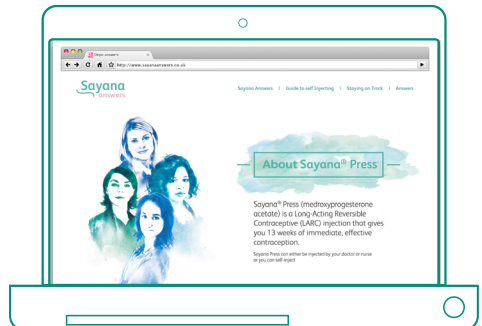 Depo answers
http://www.sayanaanswers.co.uk
Sayana
answers
Sayana Answers | Guide to self Injecting | Staying on Track | Answers
About Sayana® Press
Sayana® Press (medroxyprogesterone
acetate) is a Long-Acting Reversible
Contraceptive (LARC) injection that gives
you 13 weeks of immediate, effective
contraception.
Sayana Press can either be injected by your doctor or nurse
or you can self-inject